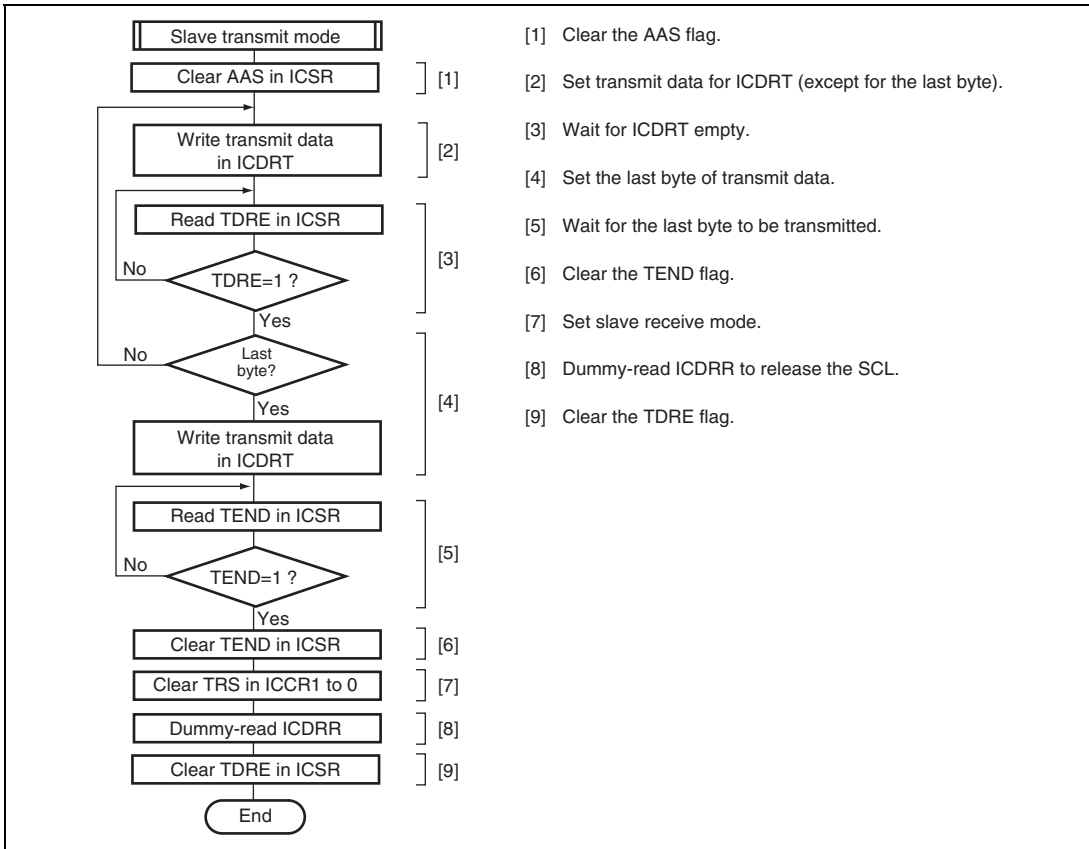 Slave transmit mode
Clear AAS in ICSR
[1]
Write transmit data
in ICDRT
[2]
Read TDRE in ICSR
No
TDRE=1 ?
[3]
Yes
No
Last
byte?
Yes
[4]
Write transmit data
in ICDRT
Read TEND in ICSR
No
TEND=1 ?
[5]
Yes
Clear TEND in ICSR
[6]
Clear TRS in ICCR1 to 0
[7]
Dummy-read ICDRR
[8]
Clear TDRE in ICSR
[9]
End
[1] Clear the AAS flag.
[2] Set transmit data for ICDRT (except for the last byte).
[3] Wait for ICDRT empty.
[4] Set the last byte of transmit data.
[5] Wait for the last byte to be transmitted.
[6] Clear the TEND flag.
[7] Set slave receive mode.
[8] Dummy-read ICDRR to release the SCL.
[9] Clear the TDRE flag.